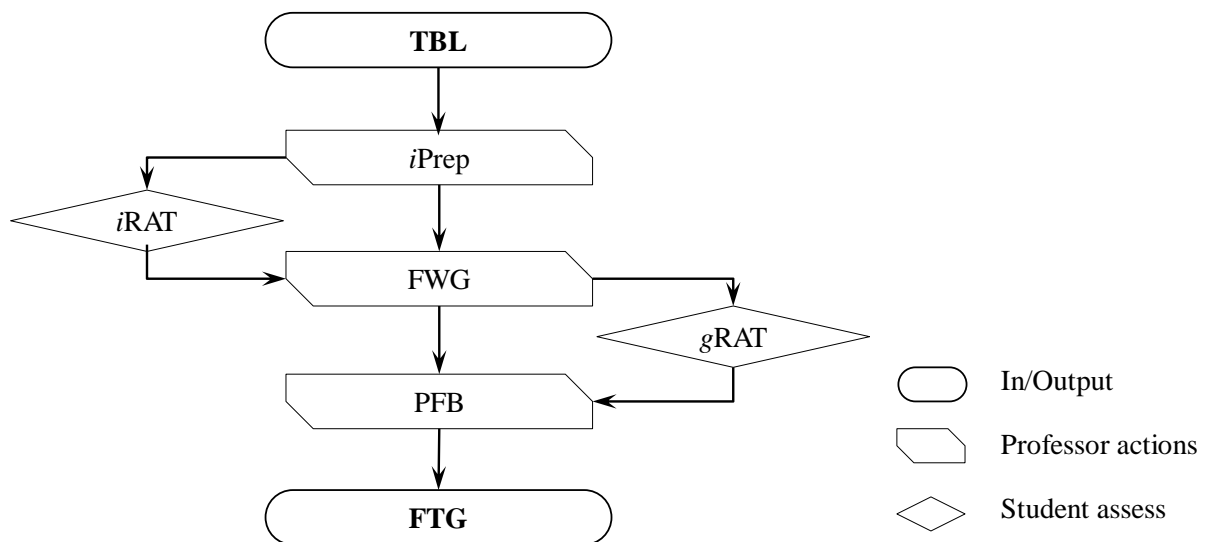 TBL
iPrep
iRAT
FWG
gRAT
PFB
FTG
In/Output
Professor actions
Student assess